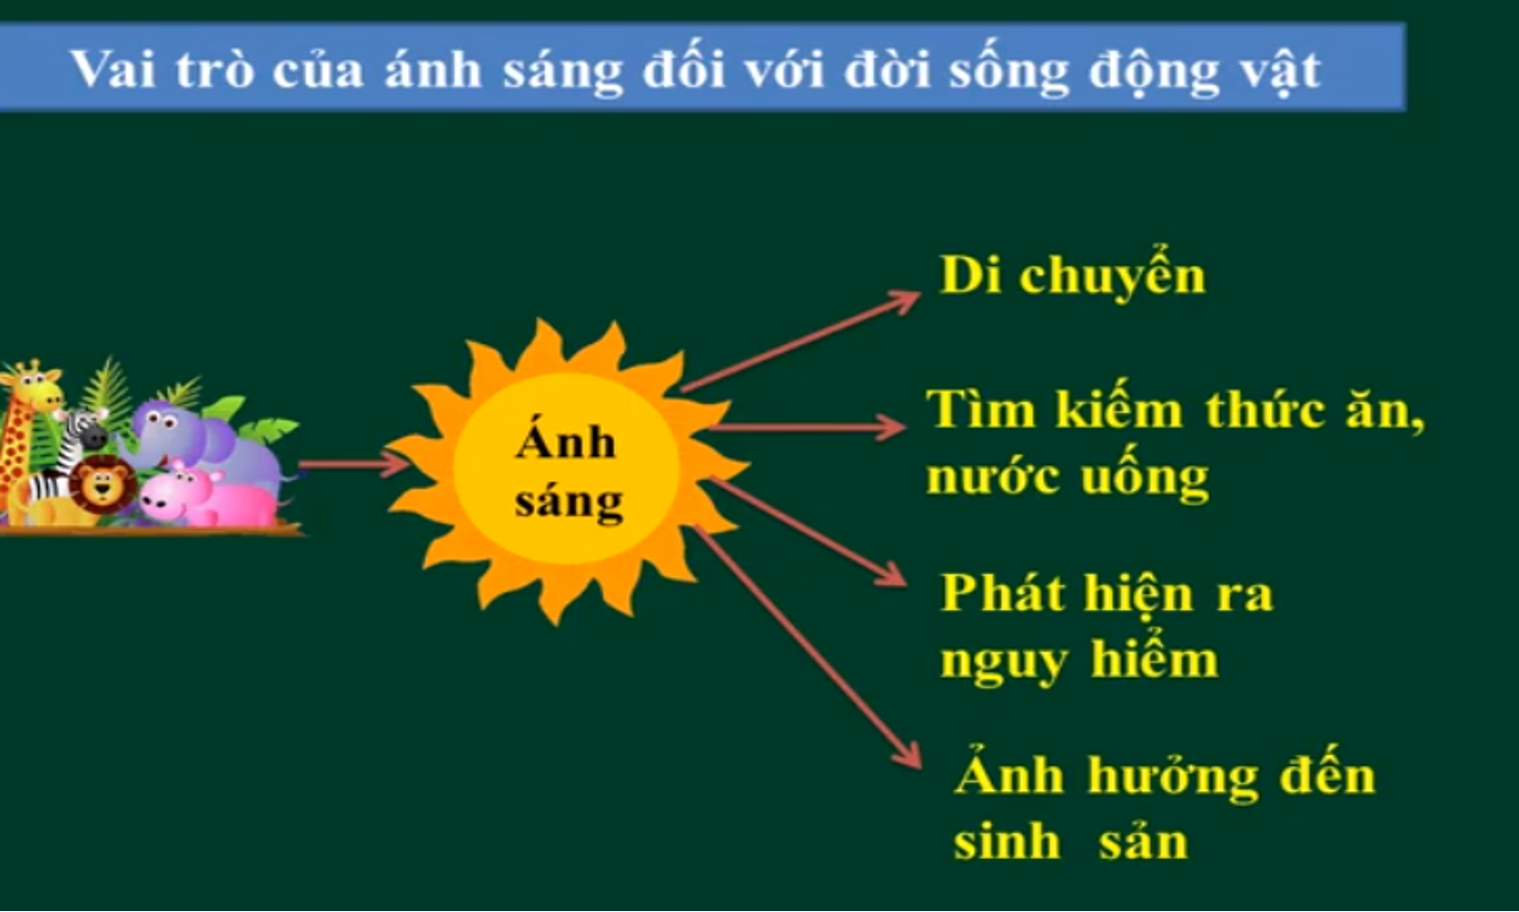 Vai trò của ánh sáng đối với đời sống động vật
Ánh
sáng
Di chuyển
Tìm kiếm thức ăn,
nước uống
Phát hiện ra
nguy hiểm
Ảnh hưởng đến
sinh sản